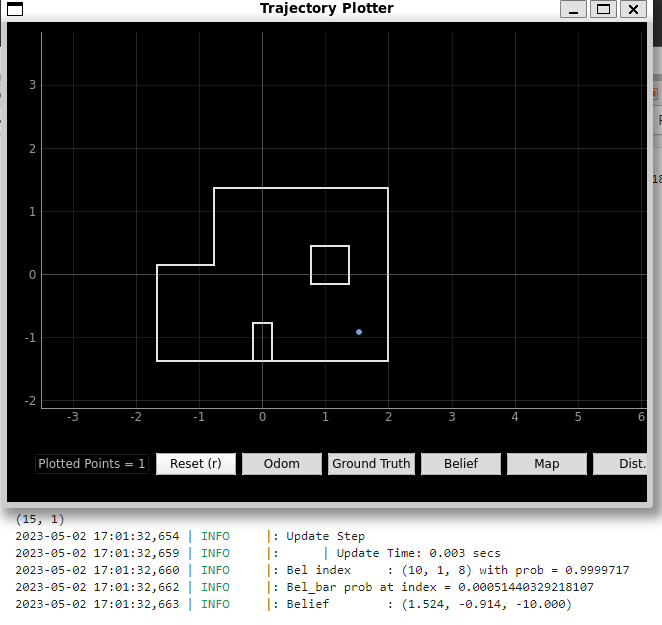 Trajectory Plotter
3
2
1
0
-1
-2
-3 -2 -1 0 1 2 3 4 5 6
Plotted Points = 1 Reset (r) Odom Ground Truth Belief Map Dist.
(15, 1)
2023-05-02 17:01:32,654 | INFO |: Update Step
2023-05-02 17:01:32,659 | INFO |: | Update Time: 0.003 secs
2023-05-02 17:01:32,660 | INFO |: Bel index : (10, 1, 8) with prob = 0.9999717
2023-05-02 17:01:32,662 | INFO |: Bel_bar prob at index = 0.00051440329218107
2023-05-02 17:01:32,663 | INFO |: Belief : (1.524, -0.914, -10.000)